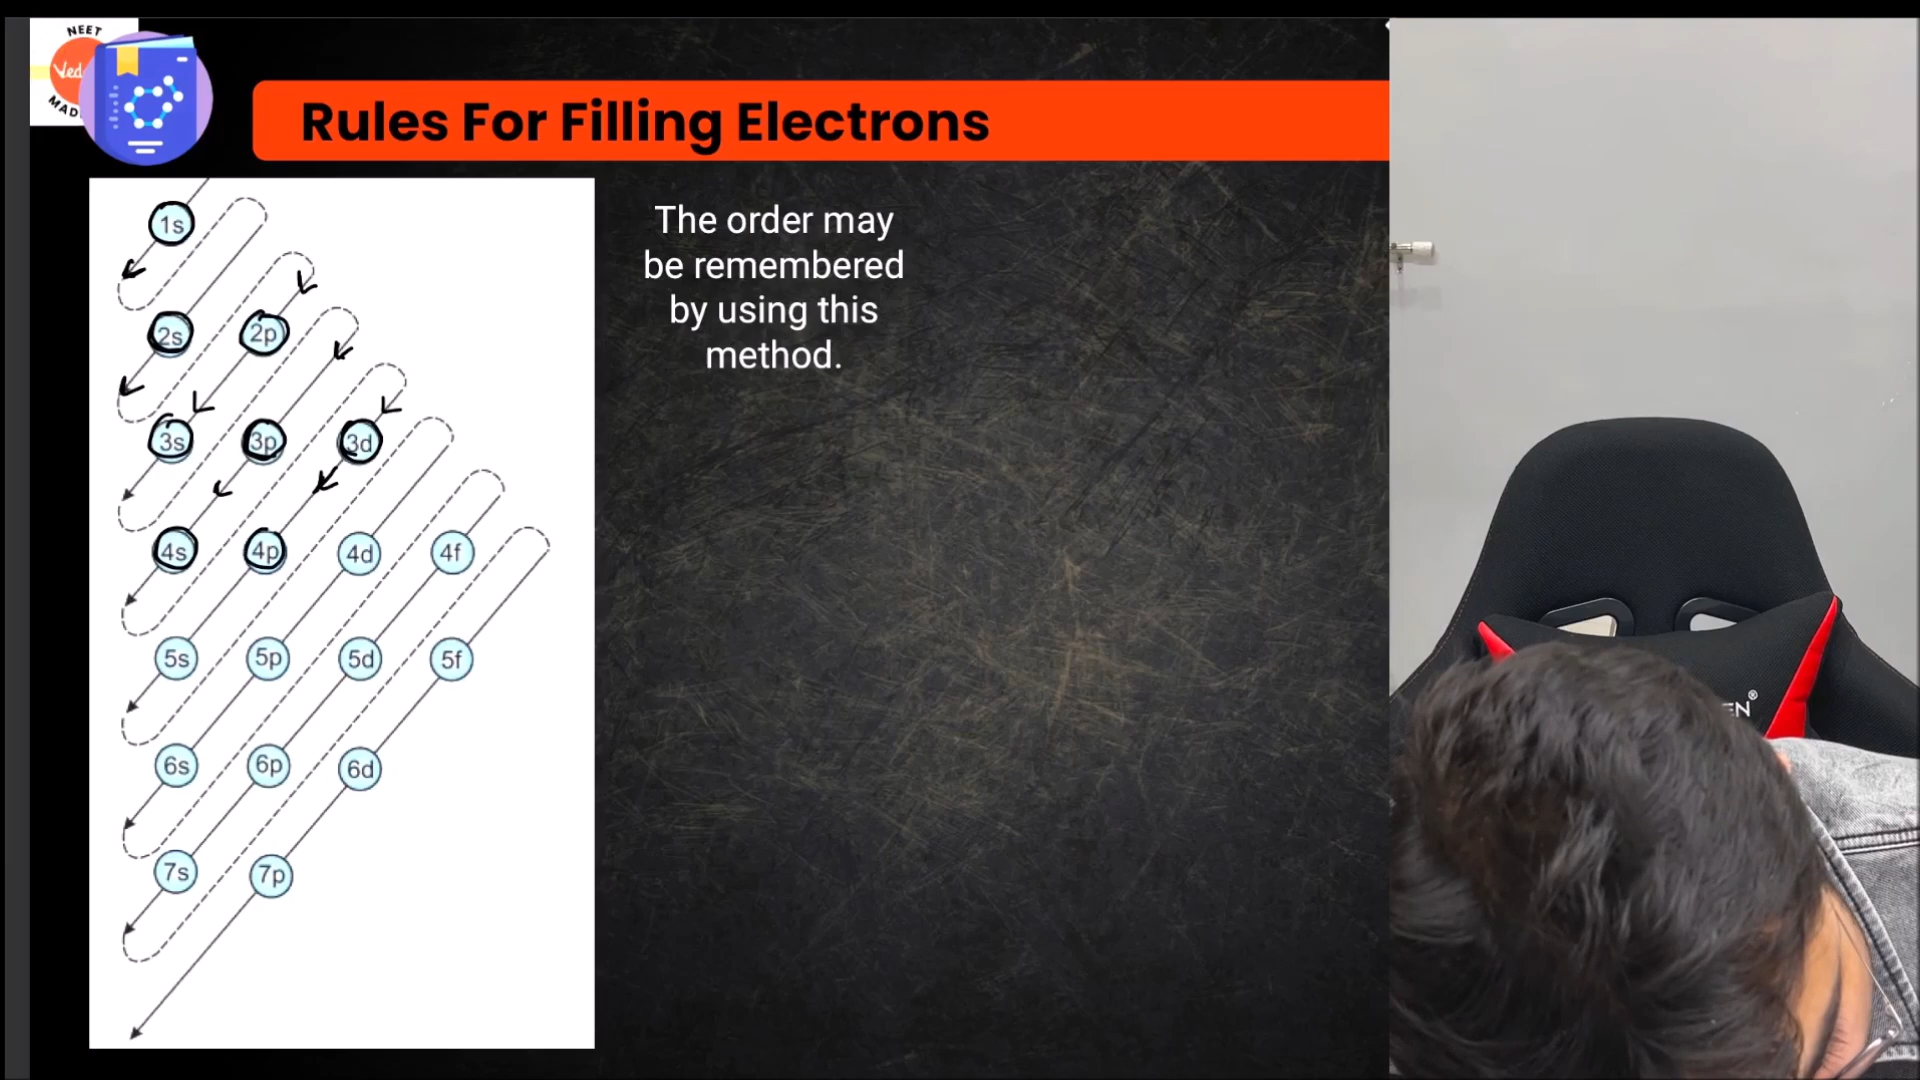 NEET
Ved
MAD
Rules For Filling Electrons
The order may
be remembered
by using this
method.
1s
2s 2p
3s 3p 3d
4s 4p 4d 4f
5s 5p 5d 5f
6s 6p 6d
7s 7p
EN®